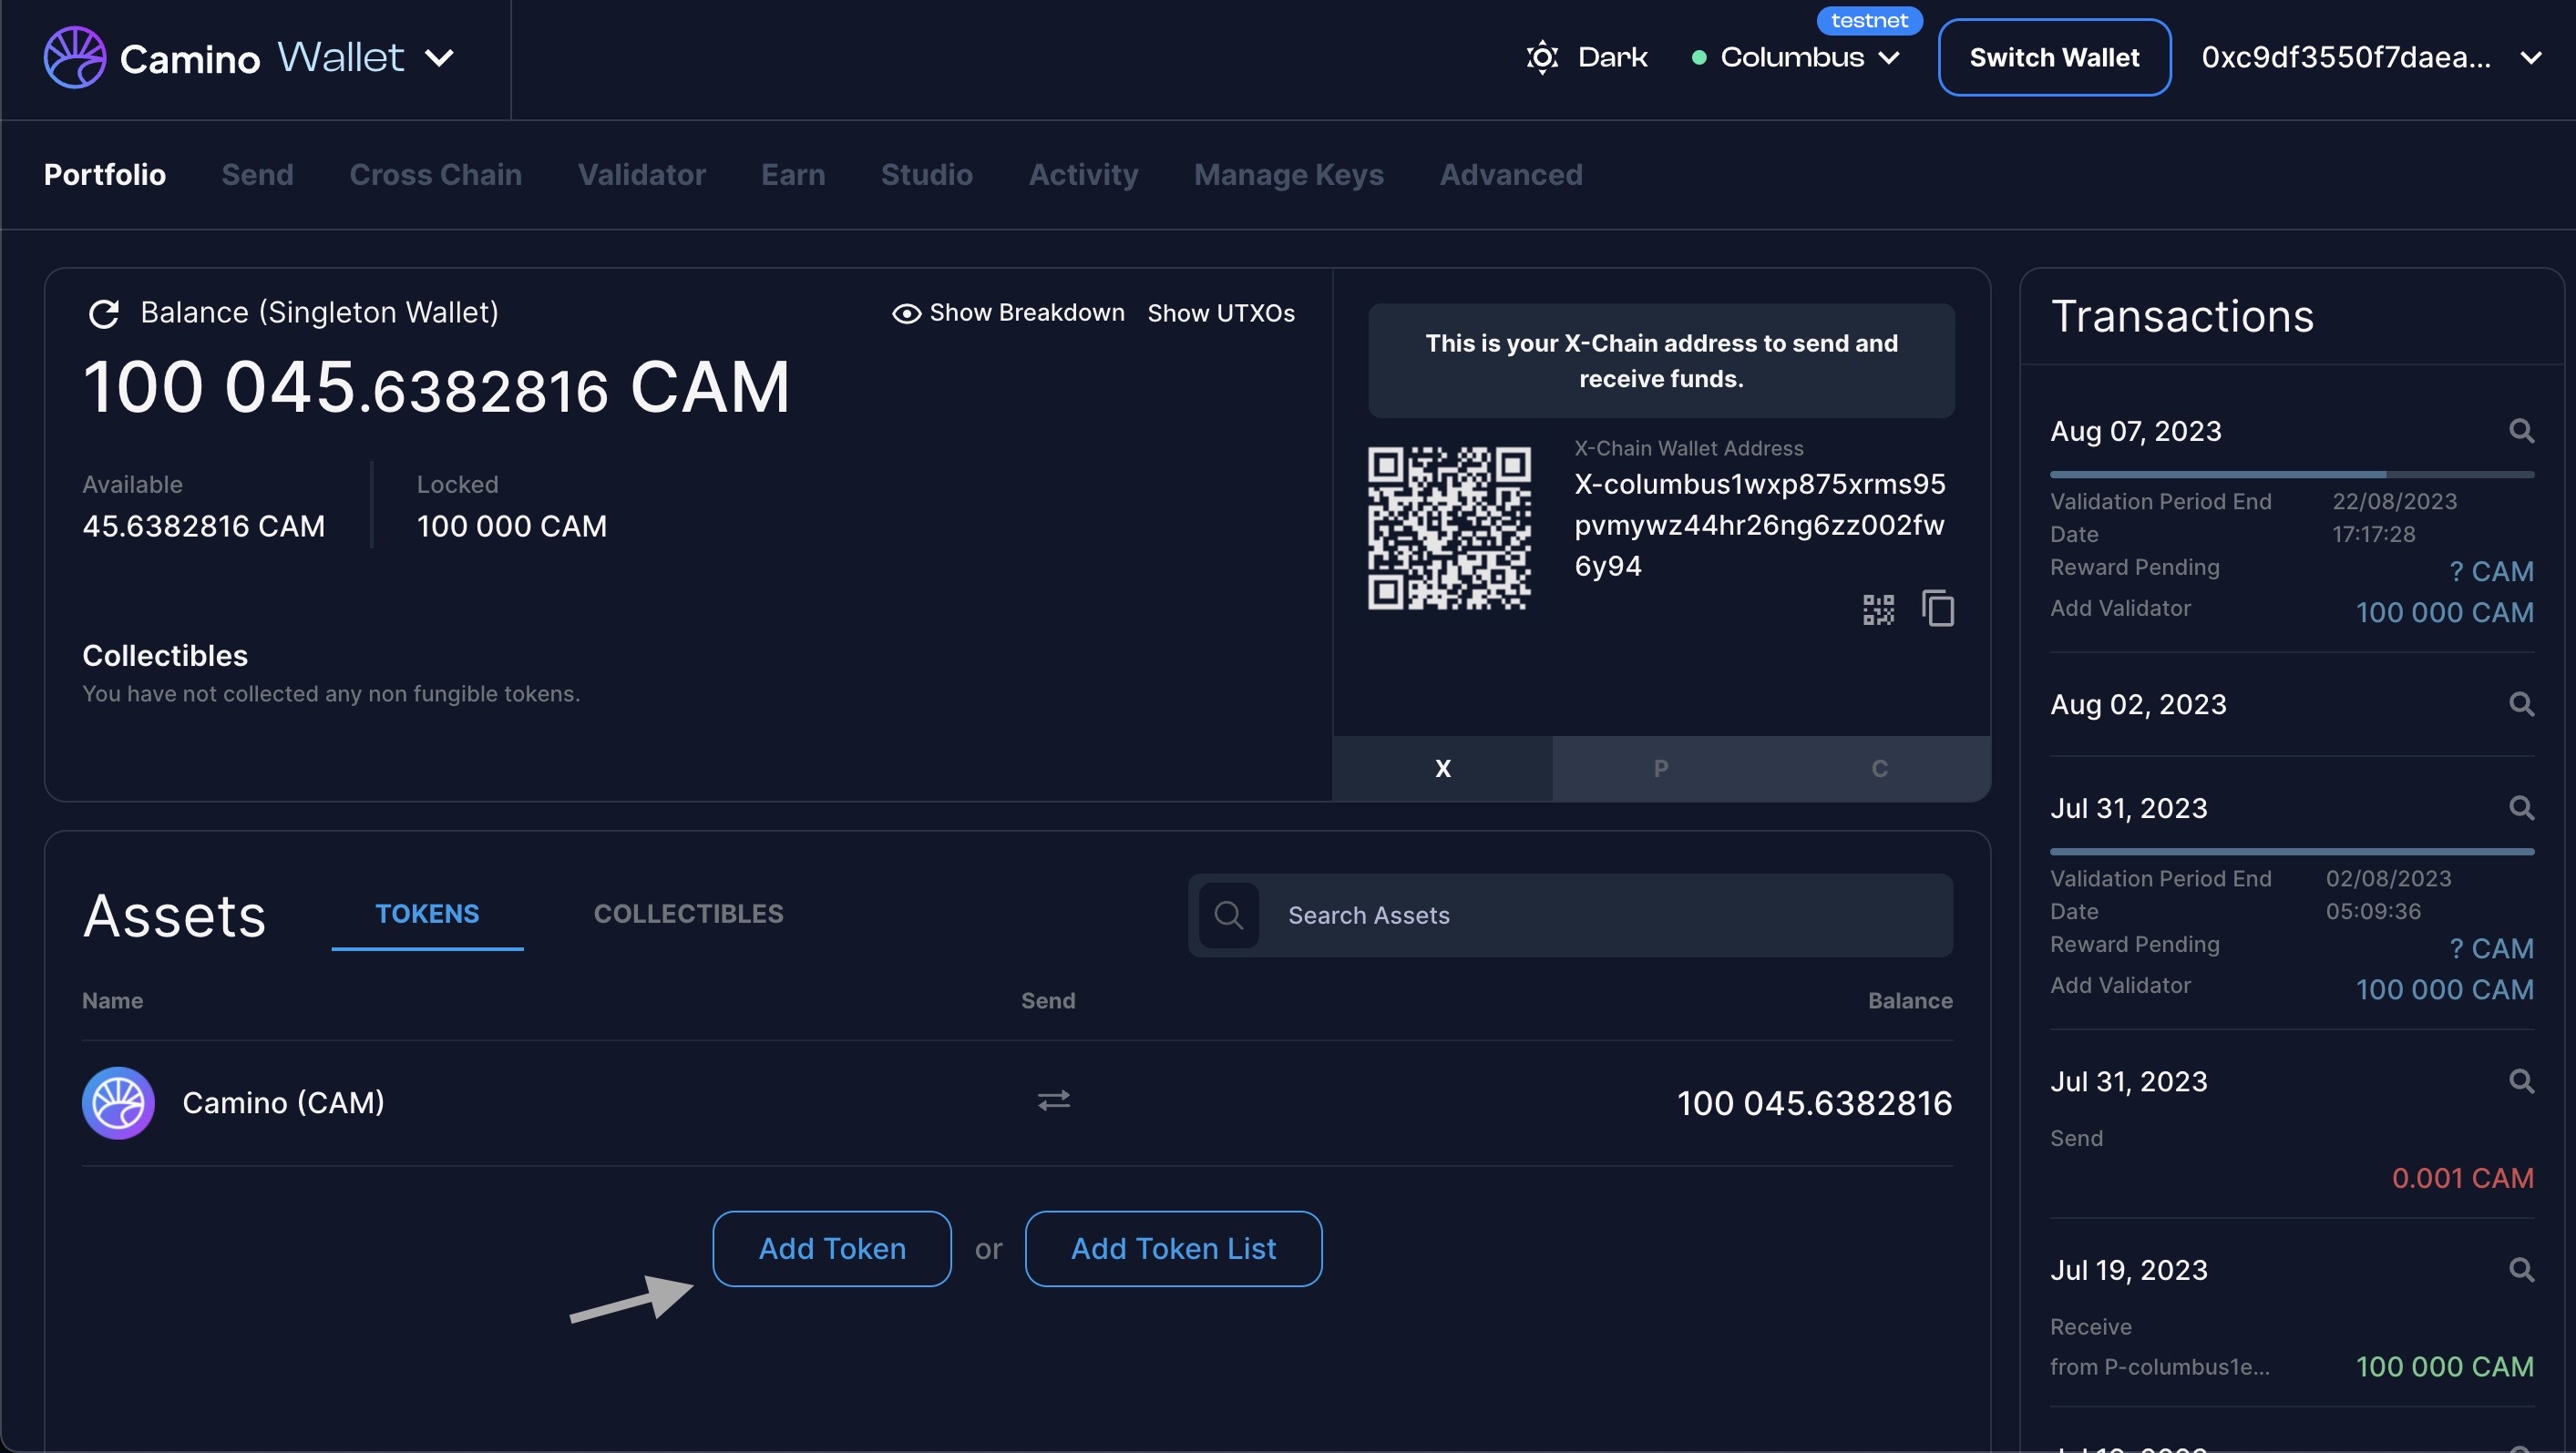 Camino Wallet
Dark
testnet
Columbus
Switch Wallet
0xc9df3550f7daea...
Portfolio
Send
Cross Chain
Validator
Earn
Studio
Activity
Manage Keys
Advanced
Balance (Singleton Wallet)
Show Breakdown
Show UTXOs
100 045.6382816 CAM
Available
45.6382816 CAM
Locked
100 000 CAM
Collectibles
You have not collected any non fungible tokens.
This is your X-Chain address to send and
receive funds.
X-Chain Wallet Address
X-columbus1wxp875xrms95
pvmywz44hr26ng6zz002fw
6y94
X
P
C
Assets
TOKENS
COLLECTIBLES
Search Assets
Name
Send
Balance
Camino (CAM)
100 045.6382816
Add Token
or
Add Token List
Transactions
Aug 07, 2023
Validation Period End
Date
22/08/2023
17:17:28
Reward Pending
? CAM
Add Validator
100 000 CAM
Aug 02, 2023
Jul 31, 2023
Validation Period End
Date
02/08/2023
05:09:36
Reward Pending
? CAM
Add Validator
100 000 CAM
Jul 31, 2023
Send
0.001 CAM
Jul 19, 2023
Receive
from P-columbus1e...
100 000 CAM